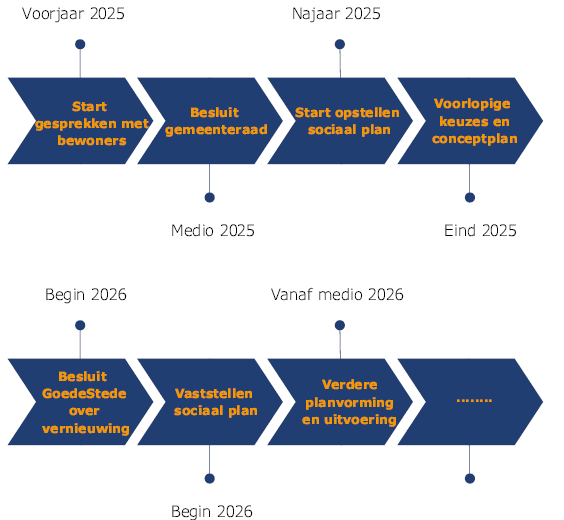 Voorjaar 2025
Najaar 2025
Start
gesprekken met
bewoners
Besluit
gemeenteraad
Start opstellen
sociaal plan
Voorlopige
keuzes en
conceptplan
Medio 2025
Eind 2025
Begin 2026
Vanaf medio 2026
Besluit
GoedeStede
over
vernieuwing
Vaststellen
sociaal plan
Verdere
planvorming
en uitvoering
........
Begin 2026